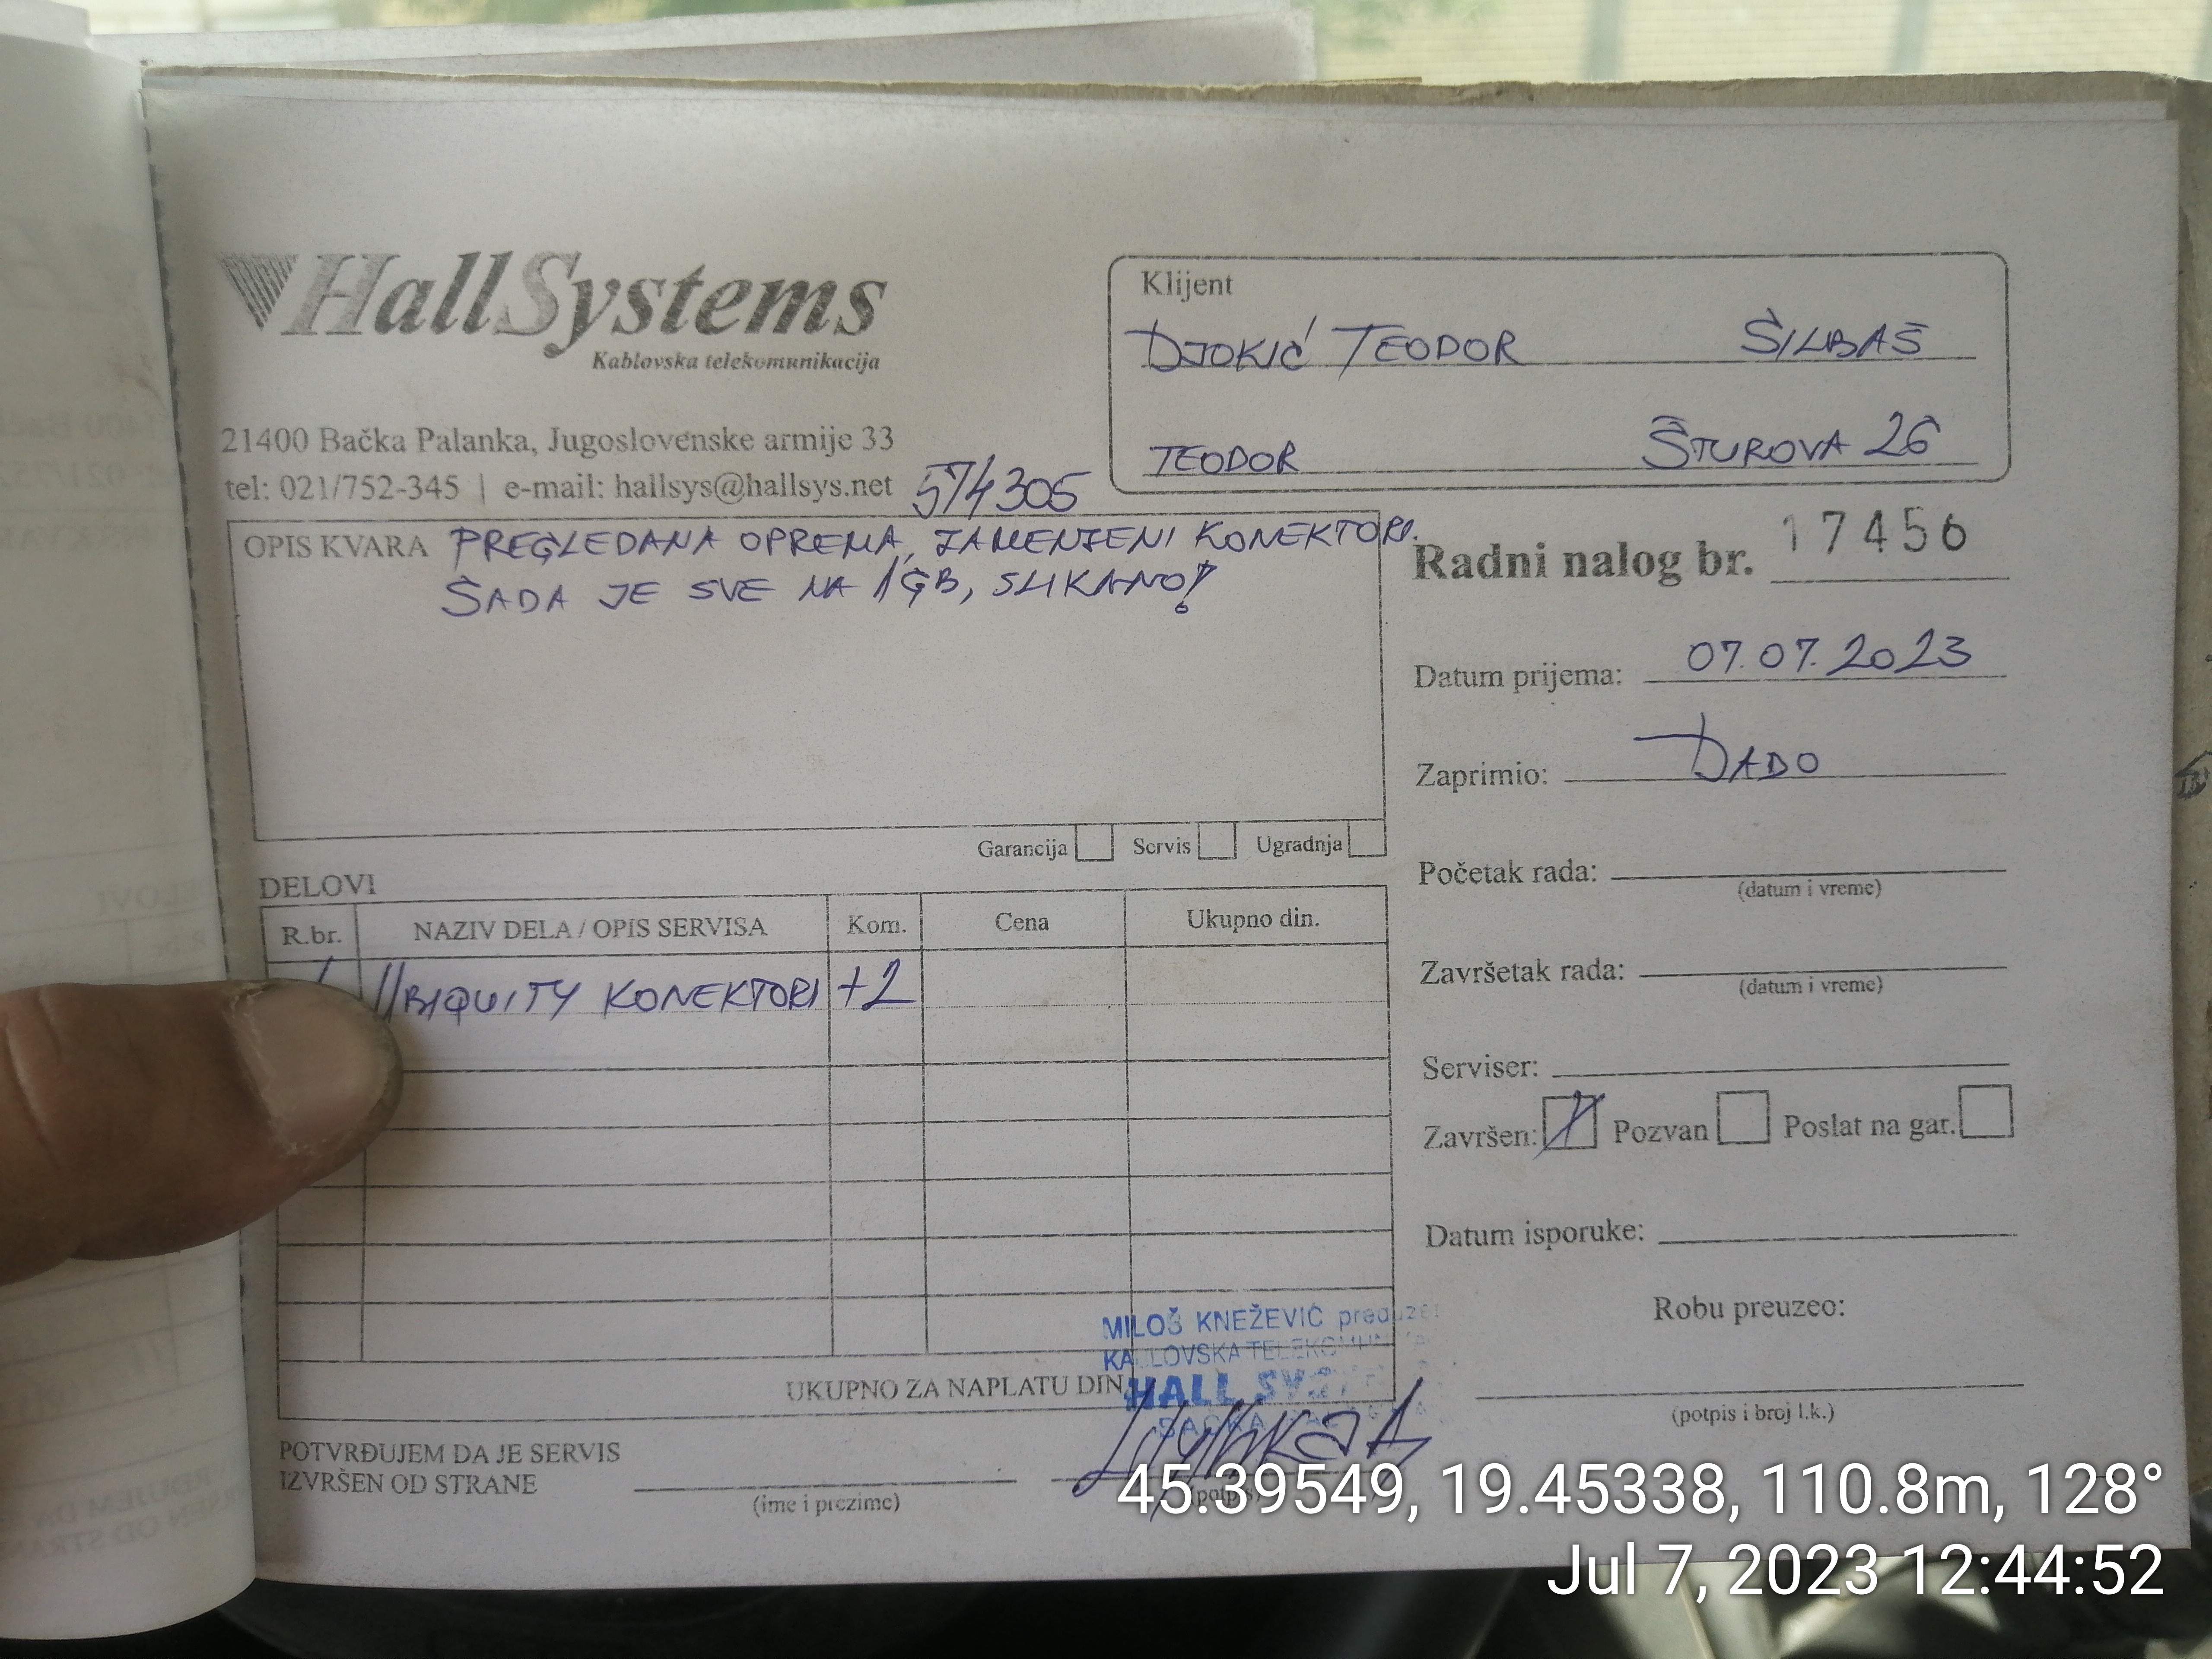 HallSystems
Kablovska telekomunikacija
21400 Bačka Palanka, Jugoslovenske armije 33
tel: 021/752-345 | e-mail: hallsys@hallsys.net
574305
Klijent
DJOKIĆ TEODOR ŠILBAŠ
TEODOR ŠTUROVA 26
OPIS KVARA PREGLEDANA OPREMA, ZAMENJENI KONEKTORI.
SADA JE SVE NA 1GB, SLIKANO!
Garancija Servis Ugradnja
Radni nalog br. 17456
Datum prijema: 07.07.2023
Zaprimio: DADO
Početak rada:
(datum i vreme)
Završetak rada:
(datum i vreme)
Serviser:
Završen: Pozvan Poslat na gar.
Datum isporuke:
Robu preuzeo:
(potpis i broj l.k.)
DELOVI
R.br. NAZIV DELA / OPIS SERVISA Kom. Cena Ukupno din.
UBIQUITY KONEKTORI +2
UKUPNO ZA NAPLATU DIN.
MILOŠ KNEŽEVIĆ
HALL
POTVRĐUJEM DA JE SERVIS
IZVRŠEN OD STRANE
(ime i prezime)
(potpis)
45.39549, 19.45338, 110.8m, 128°
Jul 7, 2023 12:44:52